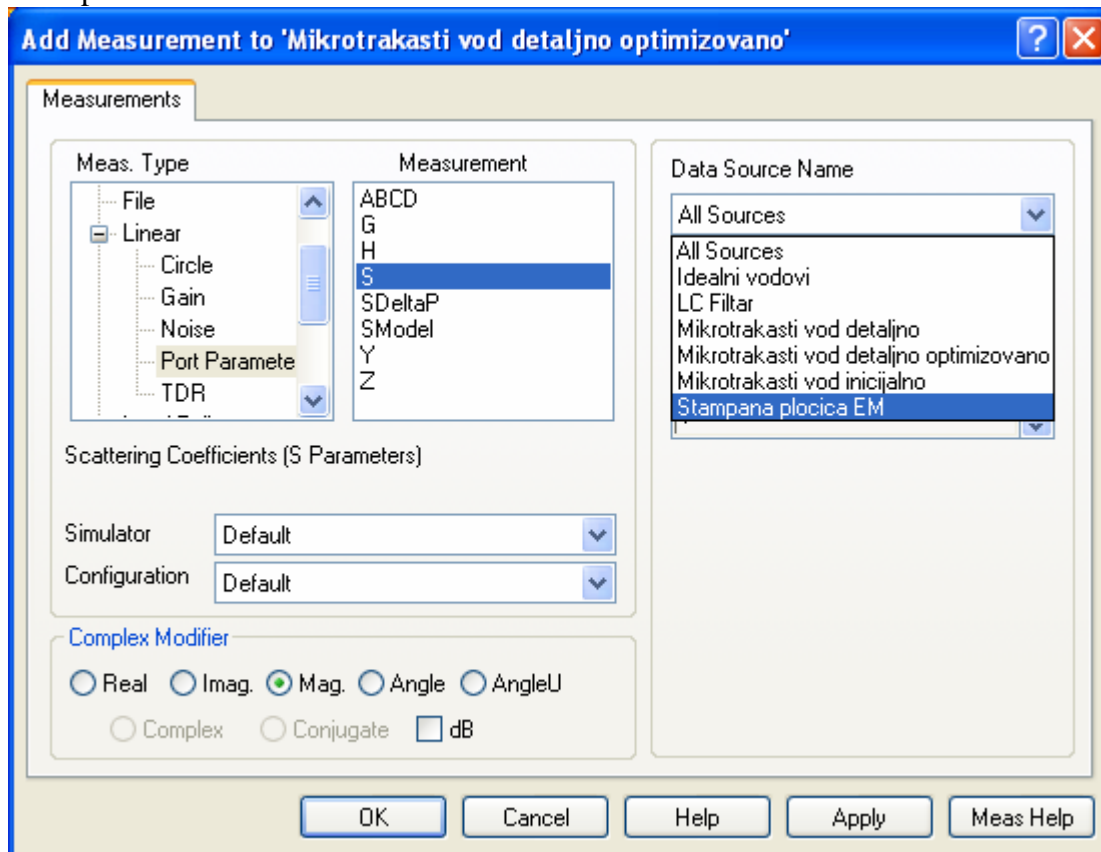 Add Measurement to 'Mikrotrakasti vod detaljno optimizovano'
Measurements
Meas. Type
File
Linear
Circle
Gain
Noise
Port Paramete
TDR
Measurement
ABCD
G
H
S
SDeltaP
SModel
Y
Z
Scattering Coefficients (S Parameters)
Simulator Default
Configuration Default
Complex Modifier
Real Imag. Mag. Angle AngleU
Complex Conjugate dB
Data Source Name
All Sources
All Sources
Idealni vodovi
LC Filtar
Mikrotrakasti vod detaljno
Mikrotrakasti vod detaljno optimizovano
Mikrotrakasti vod inicijalno
Stampana plocica EM
OK Cancel Help Apply Meas Help